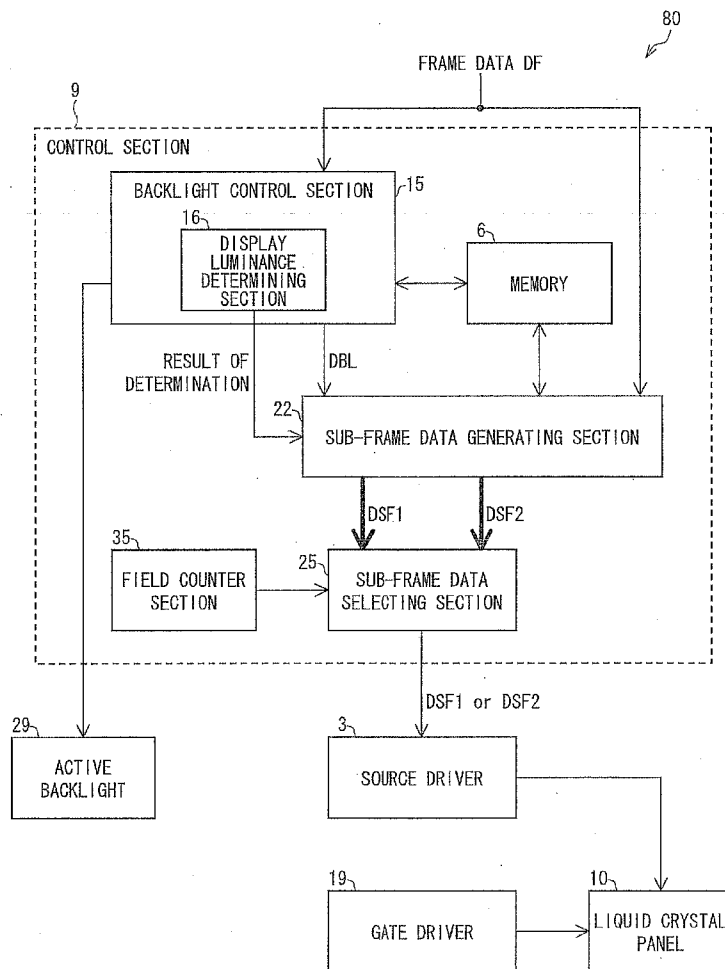 80
FRAME DATA DF
9
CONTROL SECTION
BACKLIGHT CONTROL SECTION
15
16
DISPLAY
LUMINANCE
DETERMINING
SECTION
6
MEMORY
RESULT OF
DETERMINATION
DBL
22
SUB-FRAME DATA GENERATING SECTION
DSF1
DSF2
35
FIELD COUNTER
SECTION
25
SUB-FRAME DATA
SELECTING SECTION
DSF1 or DSF2
29
ACTIVE
BACKLIGHT
3
SOURCE DRIVER
19
GATE DRIVER
10
LIQUID CRYSTAL
PANEL